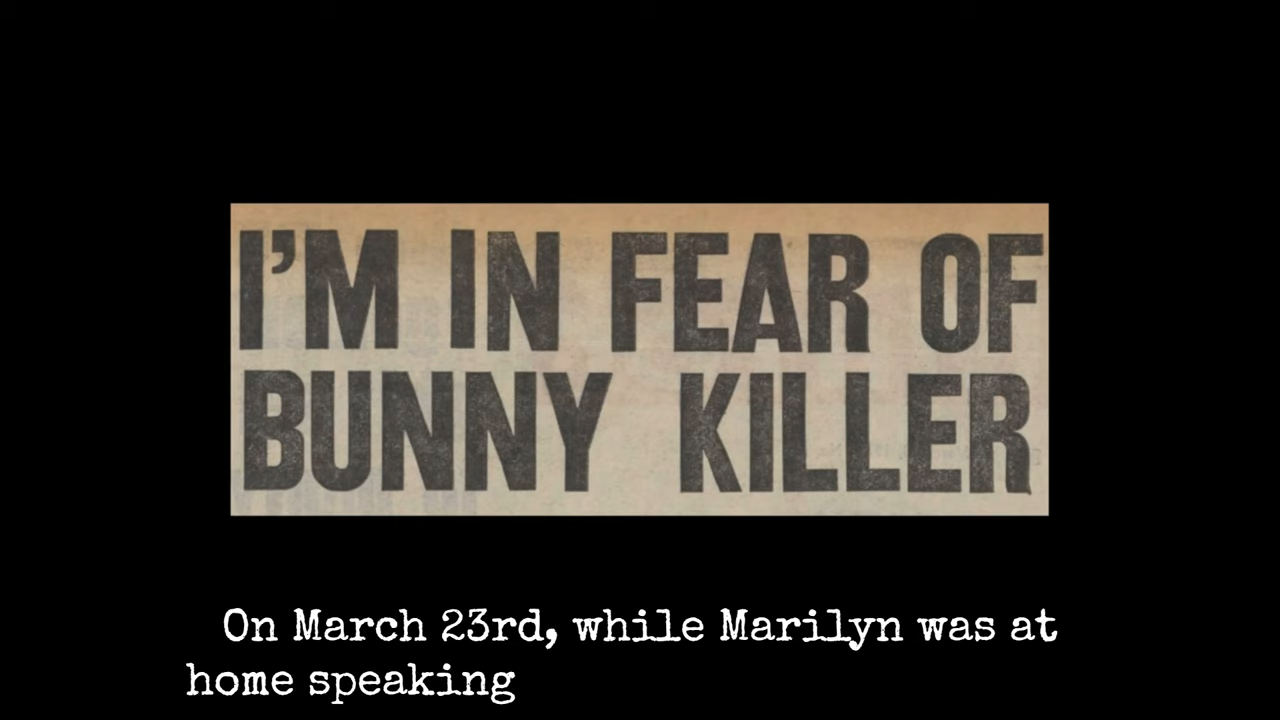 I'M IN FEAR OF
BUNNY KILLER
On March 23rd, while Marilyn was at
home speaking